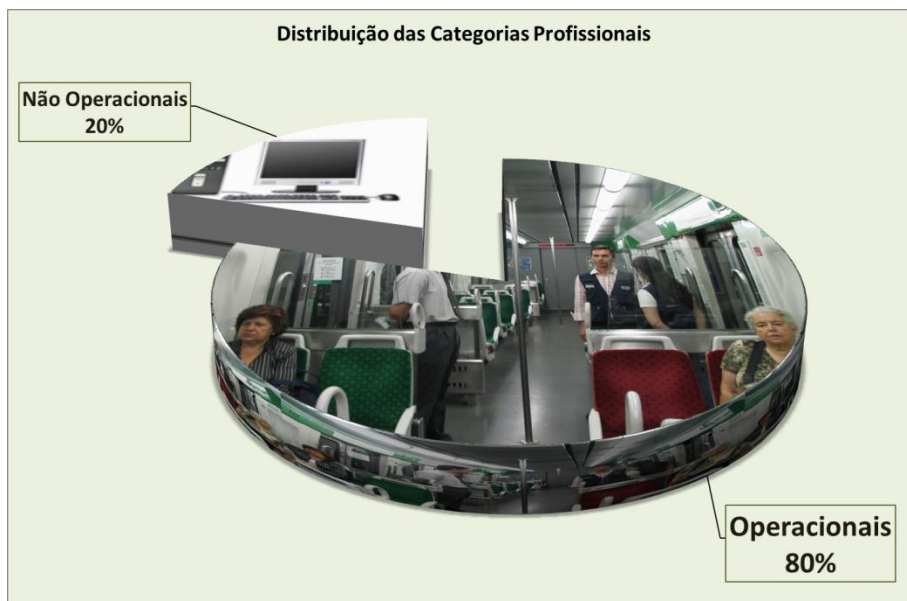 Distribuição das Categorias Profissionais
Não Operacionais
20%
Operacionais
80%